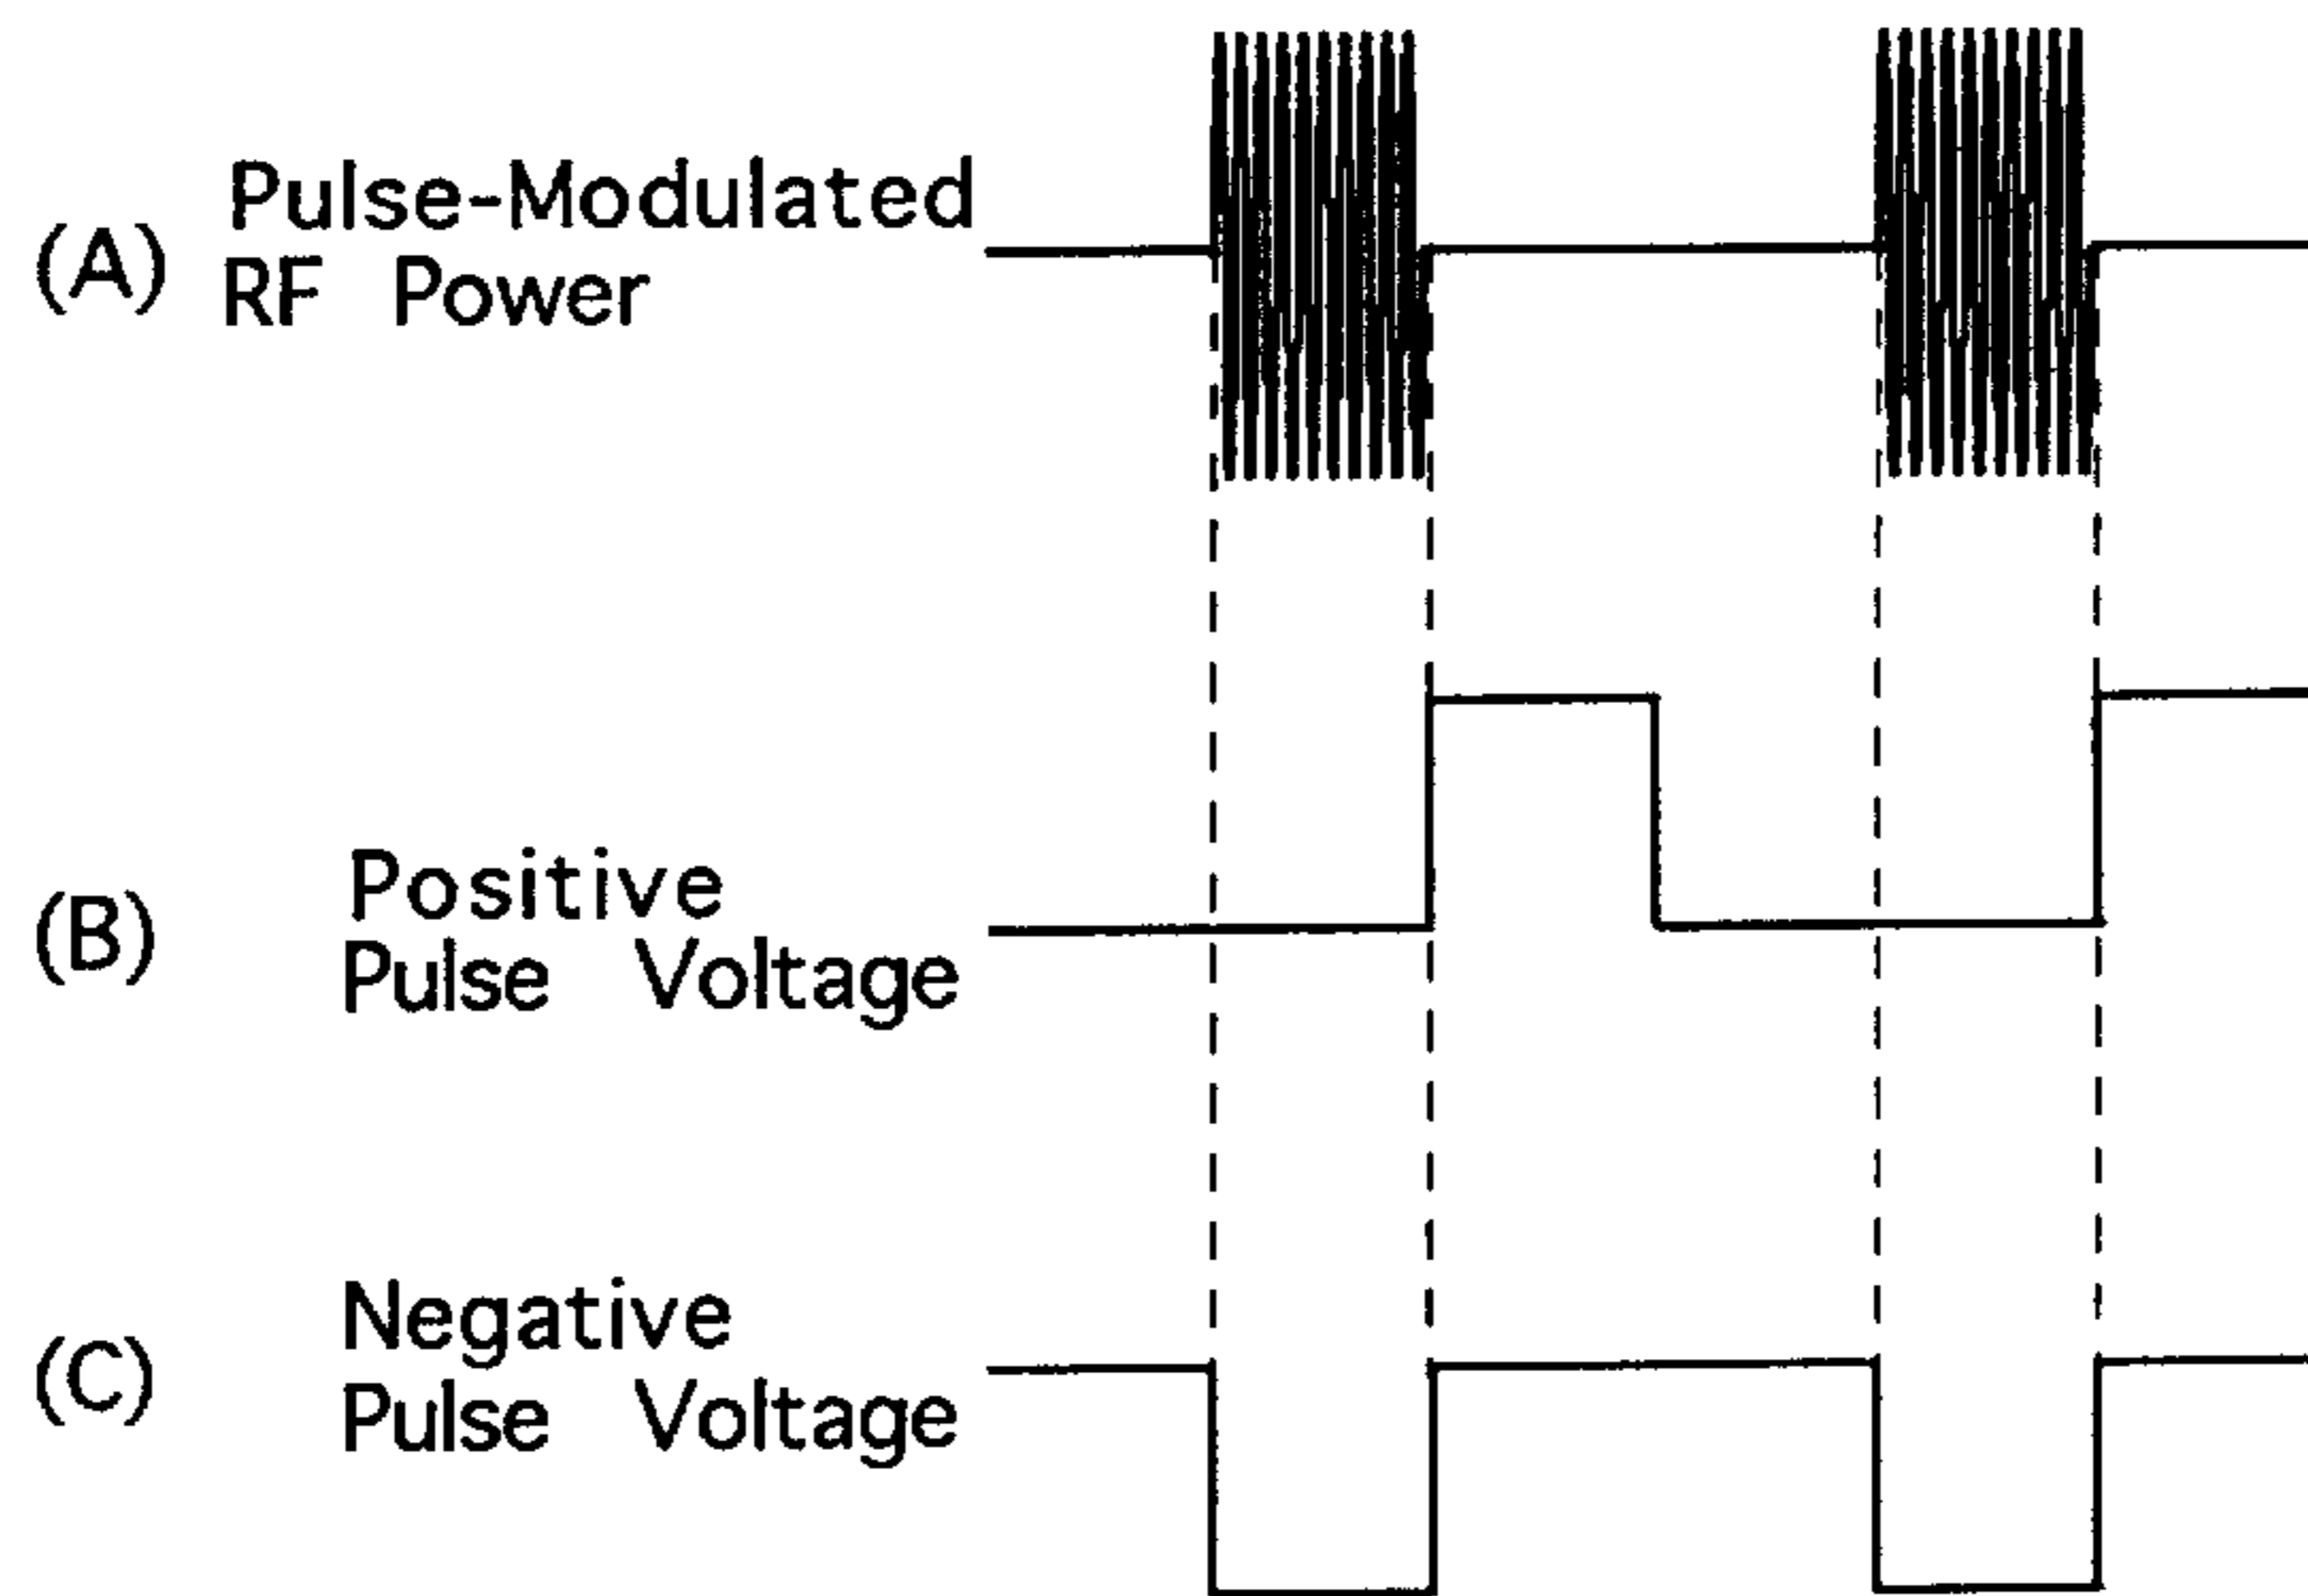 (A) Pulse-Modulated
RF Power
(B) Positive
Pulse Voltage
(C) Negative
Pulse Voltage